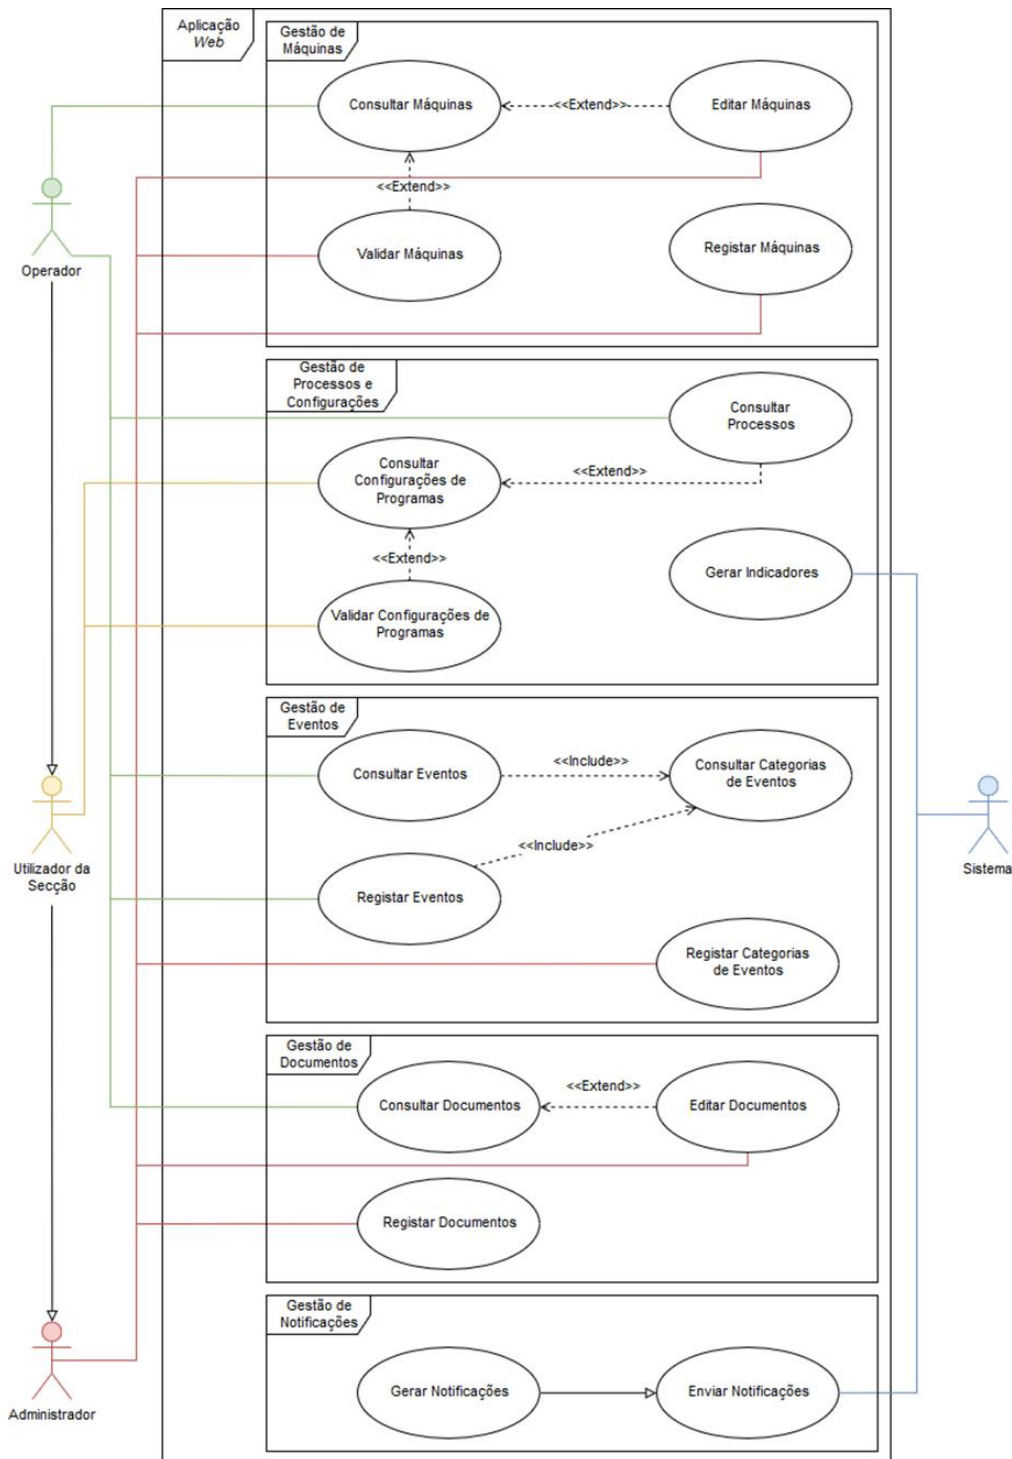 Aplicação
Web
Gestão de
Máquinas
Consultar Máquinas
<<Extend>>
Editar Máquinas
<<Extend>>
Validar Máquinas
Registar Máquinas
Operador
Gestão de
Processos e
Configurações
Consultar
Processos
Consultar
Configurações de
Programas
<<Extend>>
<<Extend>>
Gerar Indicadores
Validar Configurações de
Programas
Gestão de
Eventos
Consultar Eventos
<<Include>>
Consultar Categorias
de Eventos
<<Include>>
Registar Eventos
Utilizador da
Secção
Sistema
Registar Categorias
de Eventos
Gestão de
Documentos
Consultar Documentos
<<Extend>>
Editar Documentos
Registar Documentos
Gestão de
Notificações
Gerar Notificações
Enviar Notificações
Administrador